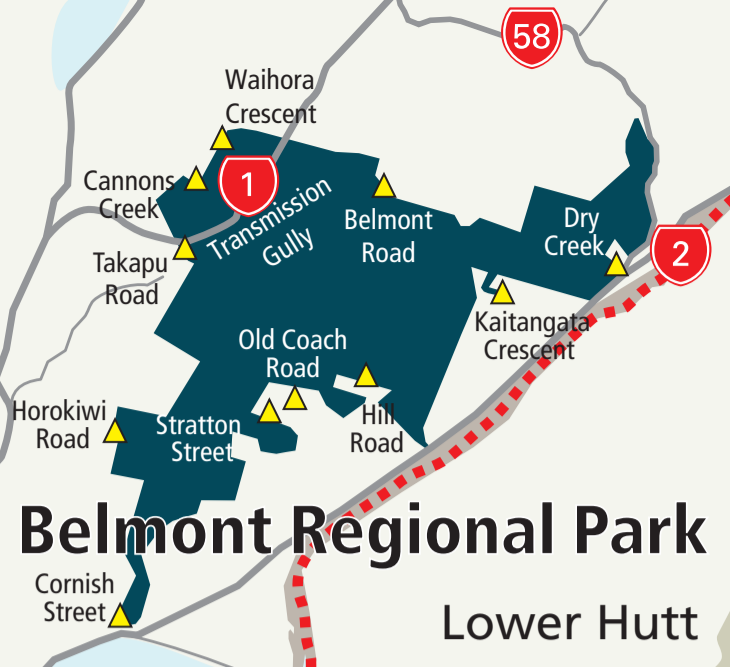 58
Waihora
Crescent
Cannons
Creek
1
Transmission
Gully
Belmont
Road
Dry
Creek
2
Takapu
Road
Kaitangata
Crescent
Old Coach
Road
Horokiwi
Road
Stratton
Street
Hill
Road
Belmont Regional Park
Cornish
Street
Lower Hutt